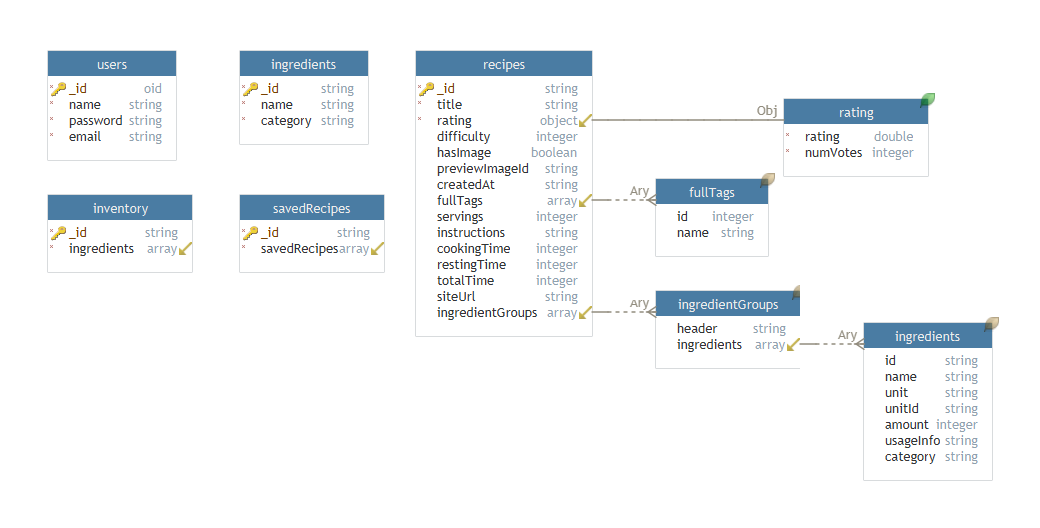 users
_id oid
name string
password string
email string
ingredients
_id string
name string
category string
recipes
_id string
title string
rating object
difficulty integer
hasImage boolean
previewImageId string
createdAt string
fullTags array
servings integer
instructions string
cookingTime integer
restingTime integer
totalTime integer
siteUrl string
ingredientGroups array
Obj
rating
rating double
numVotes integer
Ary
fullTags
id integer
name string
inventory
_id string
ingredients array
savedRecipes
_id string
savedRecipes array
Ary
ingredientGroups
header string
ingredients array
Ary
ingredients
id string
name string
unit string
unitId string
amount integer
usageInfo string
category string